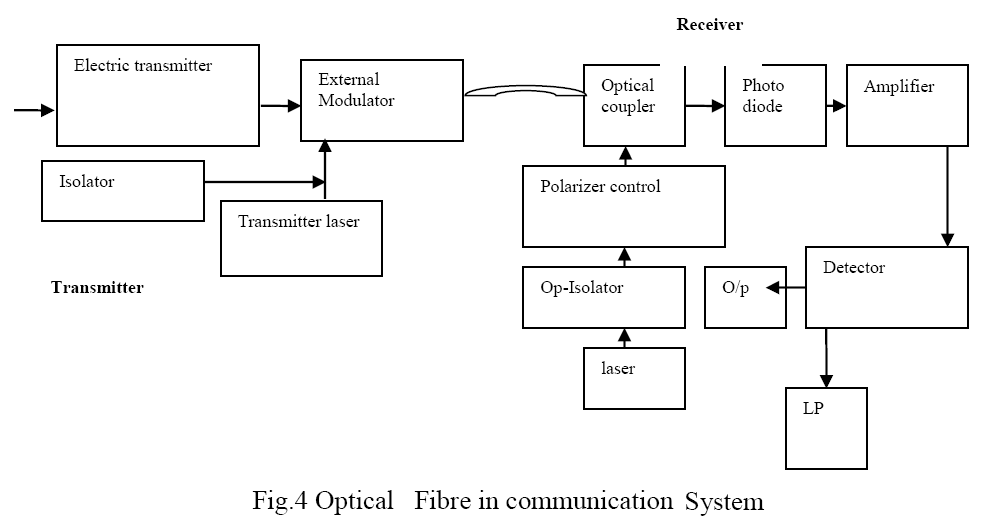 Receiver
Electric transmitter
External
Modulator
Optical
coupler
Photo
diode
Amplifier
Isolator
Polarizer control
Transmitter laser
Transmitter
Op-Isolator
O/p
Detector
laser
LP
Fig.4 Optical Fibre in communication System